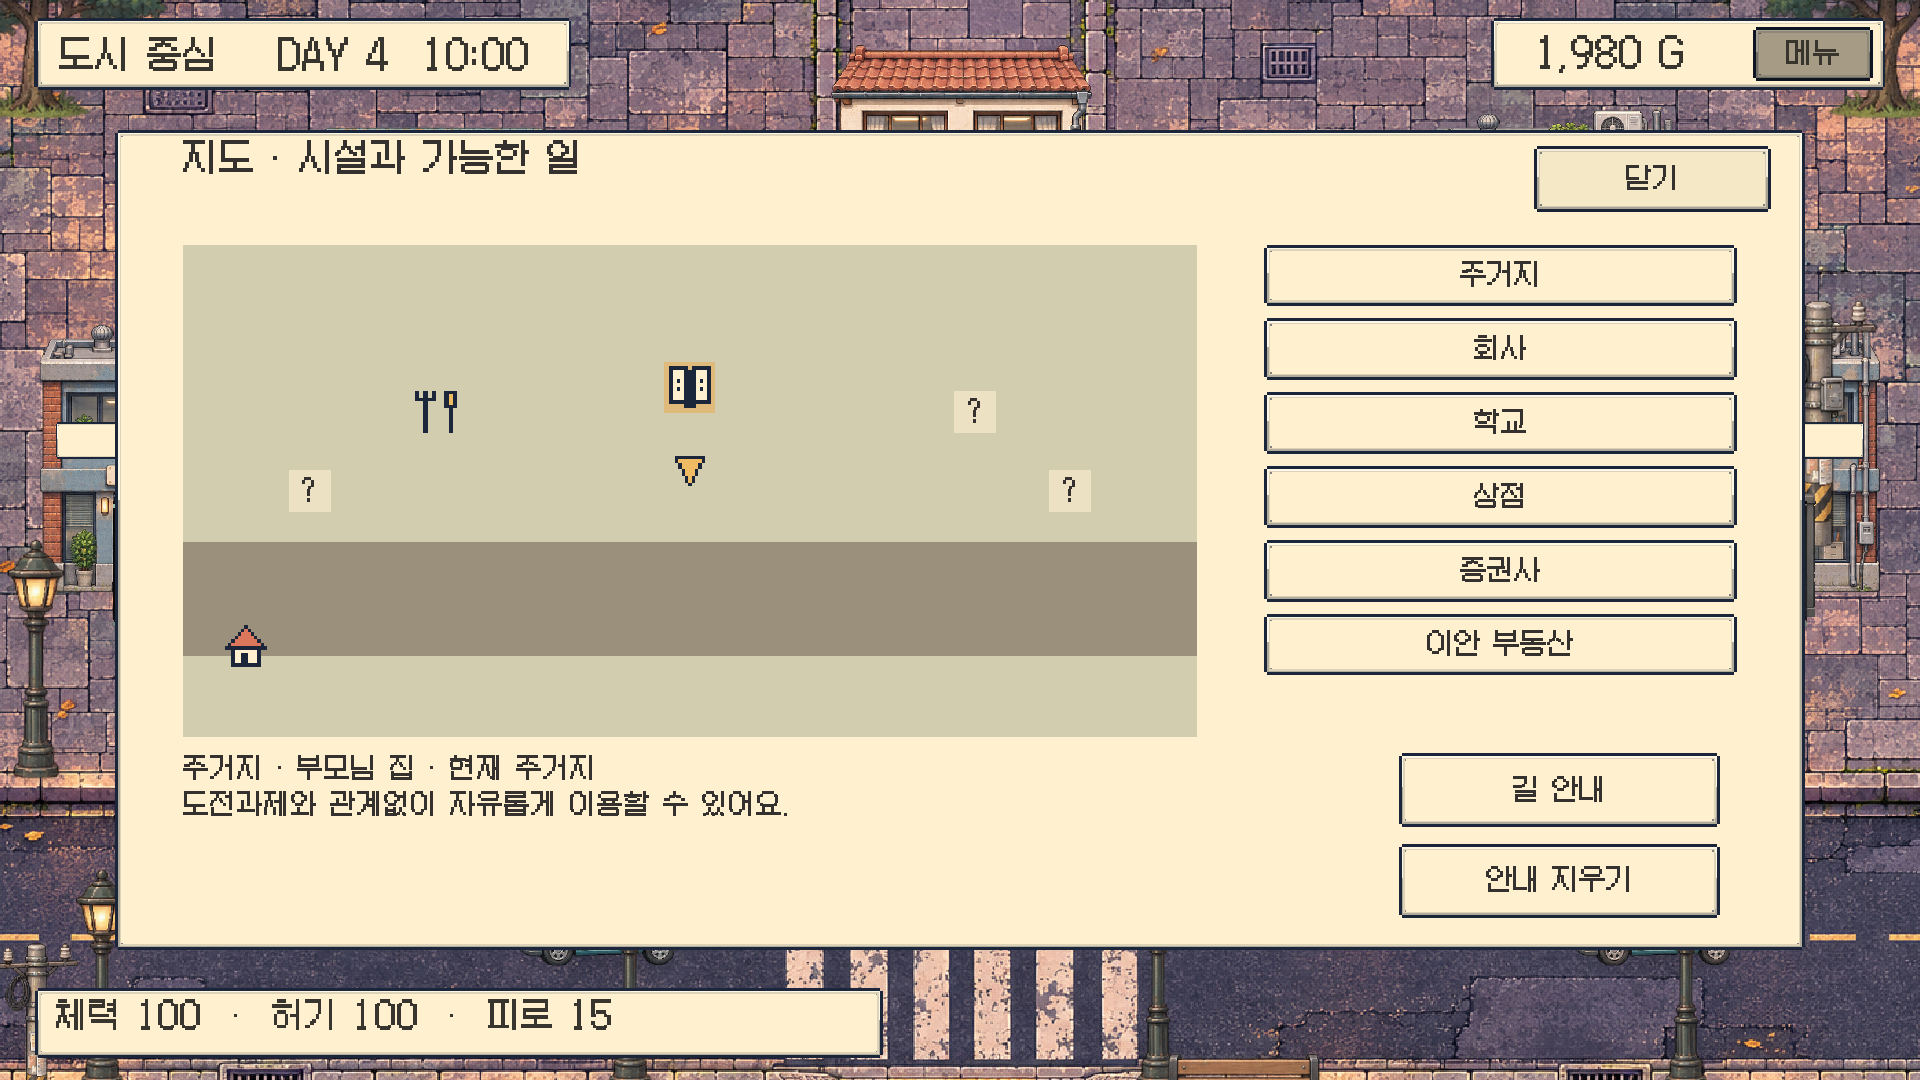 도시 중심 DAY 4 10:00
1,980 G
메뉴
지도 · 시설과 가능한 일
닫기
주거지
회사
학교
상점
증권사
이안 부동산
?
?
?
주거지 · 부모님 집 · 현재 주거지
도전과제와 관계없이 자유롭게 이용할 수 있어요.
길 안내
안내 지우기
체력 100 · 허기 100 · 피로 15